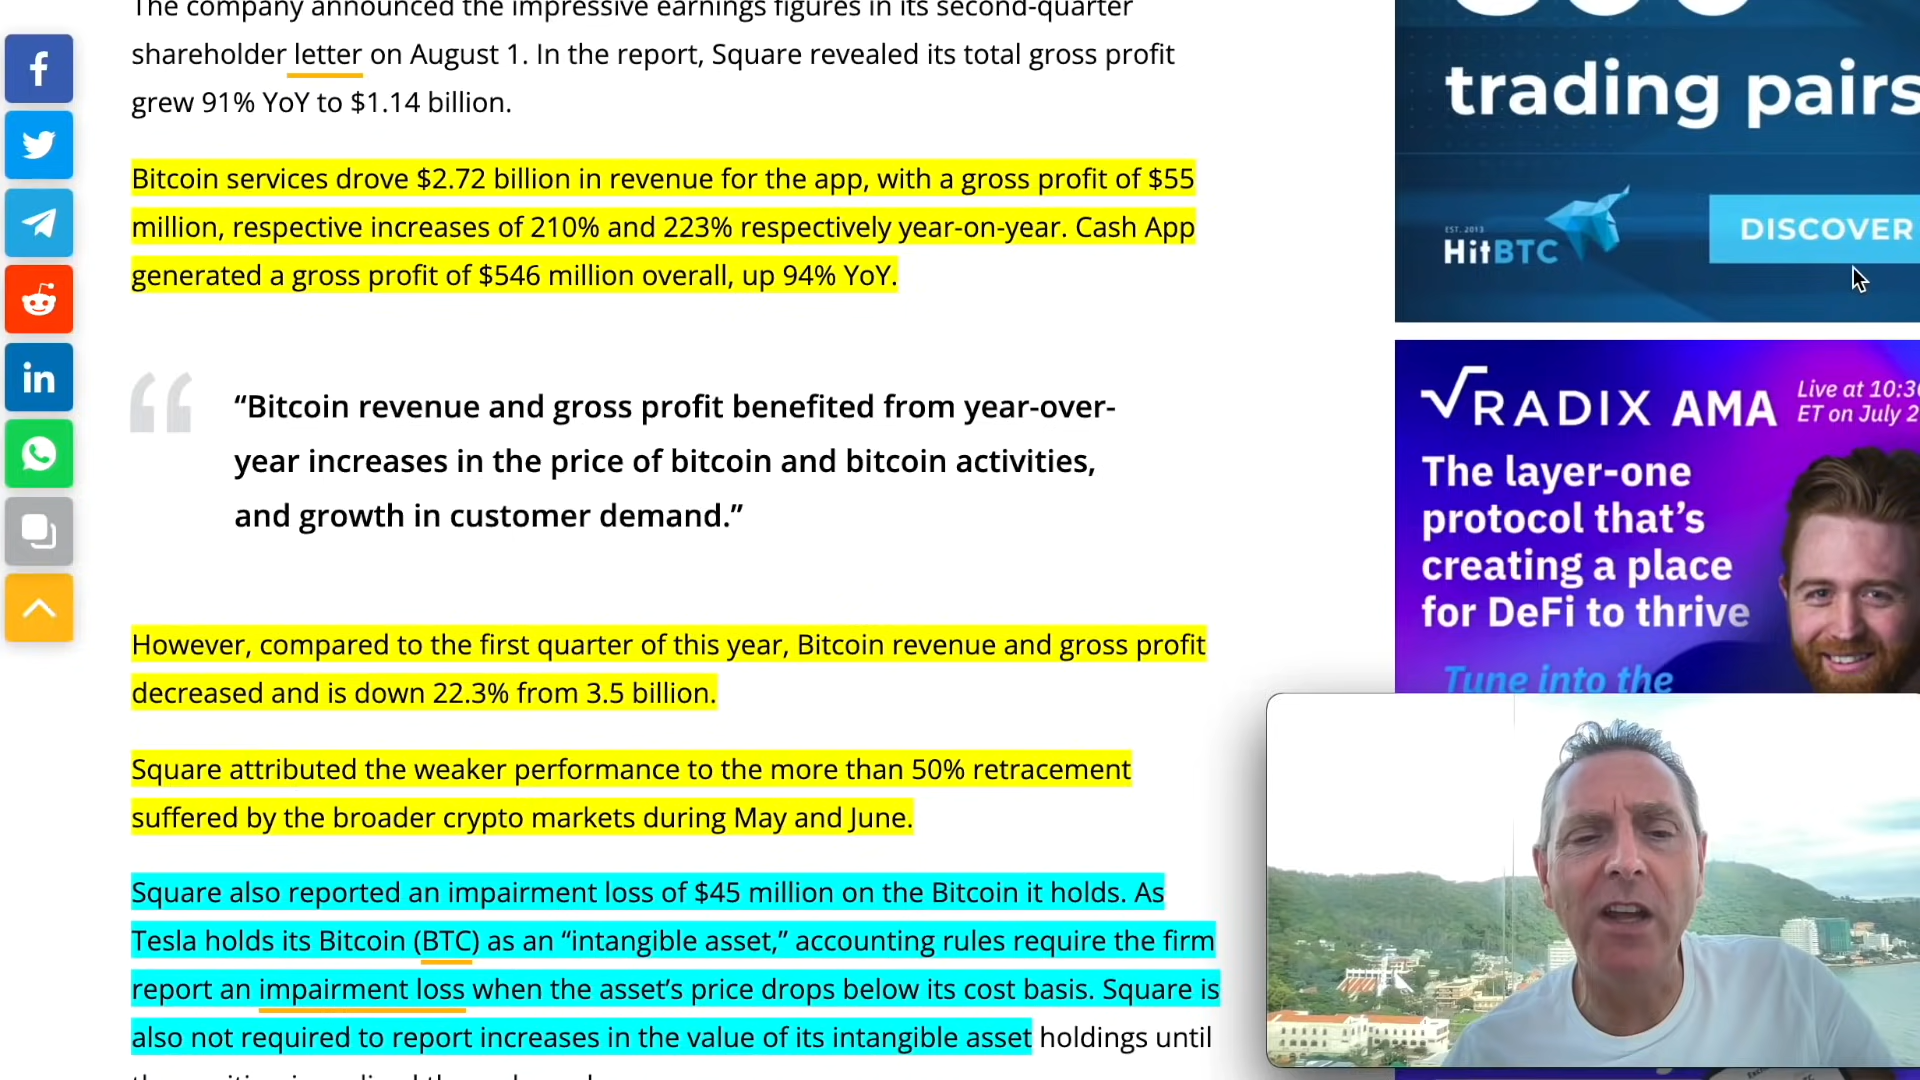 The company announced the impressive earnings figures in its second-quarter
shareholder letter on August 1. In the report, Square revealed its total gross profit
grew 91% YoY to $1.14 billion.
Bitcoin services drove $2.72 billion in revenue for the app, with a gross profit of $55
million, respective increases of 210% and 223% respectively year-on-year. Cash App
generated a gross profit of $546 million overall, up 94% YoY.
“Bitcoin revenue and gross profit benefited from year-over-
year increases in the price of bitcoin and bitcoin activities,
and growth in customer demand.”
However, compared to the first quarter of this year, Bitcoin revenue and gross profit
decreased and is down 22.3% from 3.5 billion.
Square attributed the weaker performance to the more than 50% retracement
suffered by the broader crypto markets during May and June.
Square also reported an impairment loss of $45 million on the Bitcoin it holds. As
Tesla holds its Bitcoin (BTC) as an “intangible asset,” accounting rules require the firm
report an impairment loss when the asset’s price drops below its cost basis. Square is
also not required to report increases in the value of its intangible asset holdings until
trading pairs
EST. 2013
HitBTC
DISCOVER
RADIX AMA
Live at 10:3
ET on July 2
The layer-one
protocol that’s
creating a place
for DeFi to thrive
Tune into the